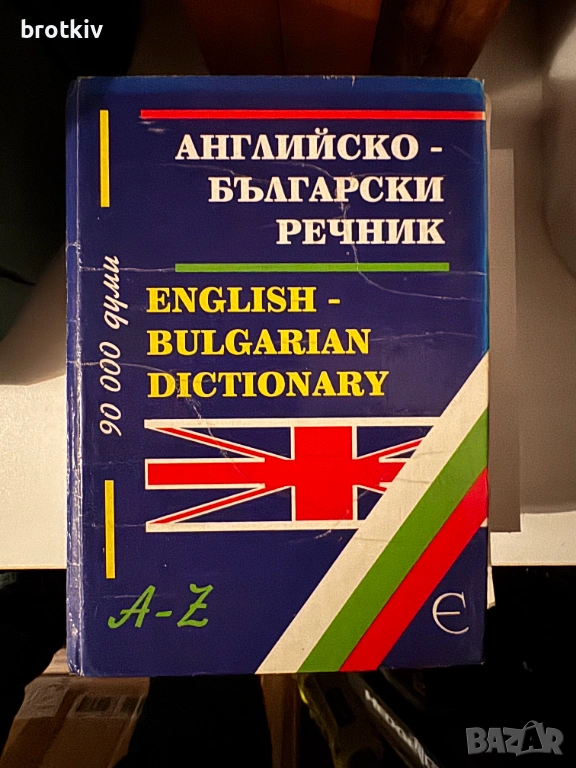 brotkiv
АНГЛИЙСКО -
БЪЛГАРСКИ
РЕЧНИК
ENGLISH -
BULGARIAN
DICTIONARY
90 000 думи
A-Z
Є
BAZAR